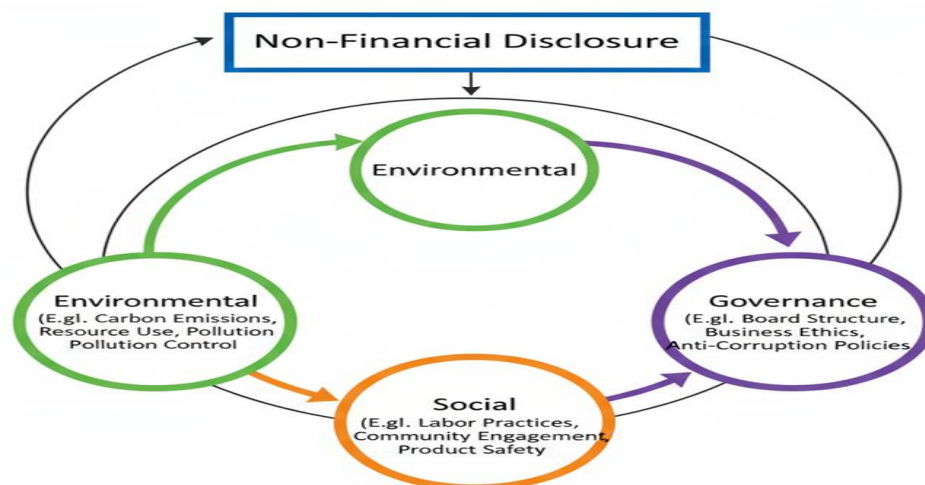 Non-Financial Disclosure
Environmental
Environmental
(E.gl. Carbon Emissions,
Resource Use, Pollution
Pollution Control
Governance
(E.gl. Board Structure,
Business Ethics,
Anti-Corruption Policies
Social
(E.gl. Labor Practices,
Community Engagement,
Product Safety